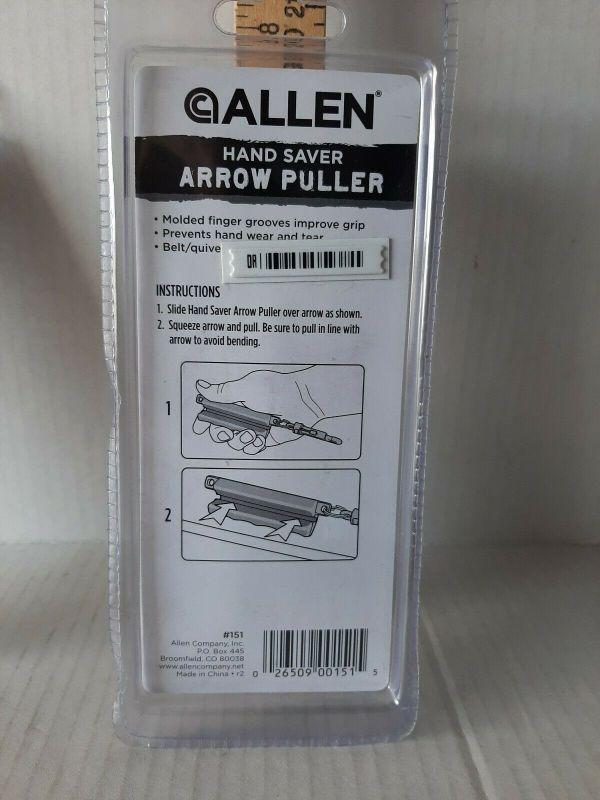 8
2
ALLEN®
HAND SAVER
ARROW PULLER
• Molded finger grooves improve grip
• Prevents hand wear and tear
• Belt/quive
DR
INSTRUCTIONS
1. Slide Hand Saver Arrow Puller over arrow as shown.
2. Squeeze arrow and pull. Be sure to pull in line with
arrow to avoid bending.
1
2
#151
Allen Company, Inc.
P.O. Box 445
Broomfield, CO 80038
www.allencompany.net
Made in China • r2
0 26509 00151 5